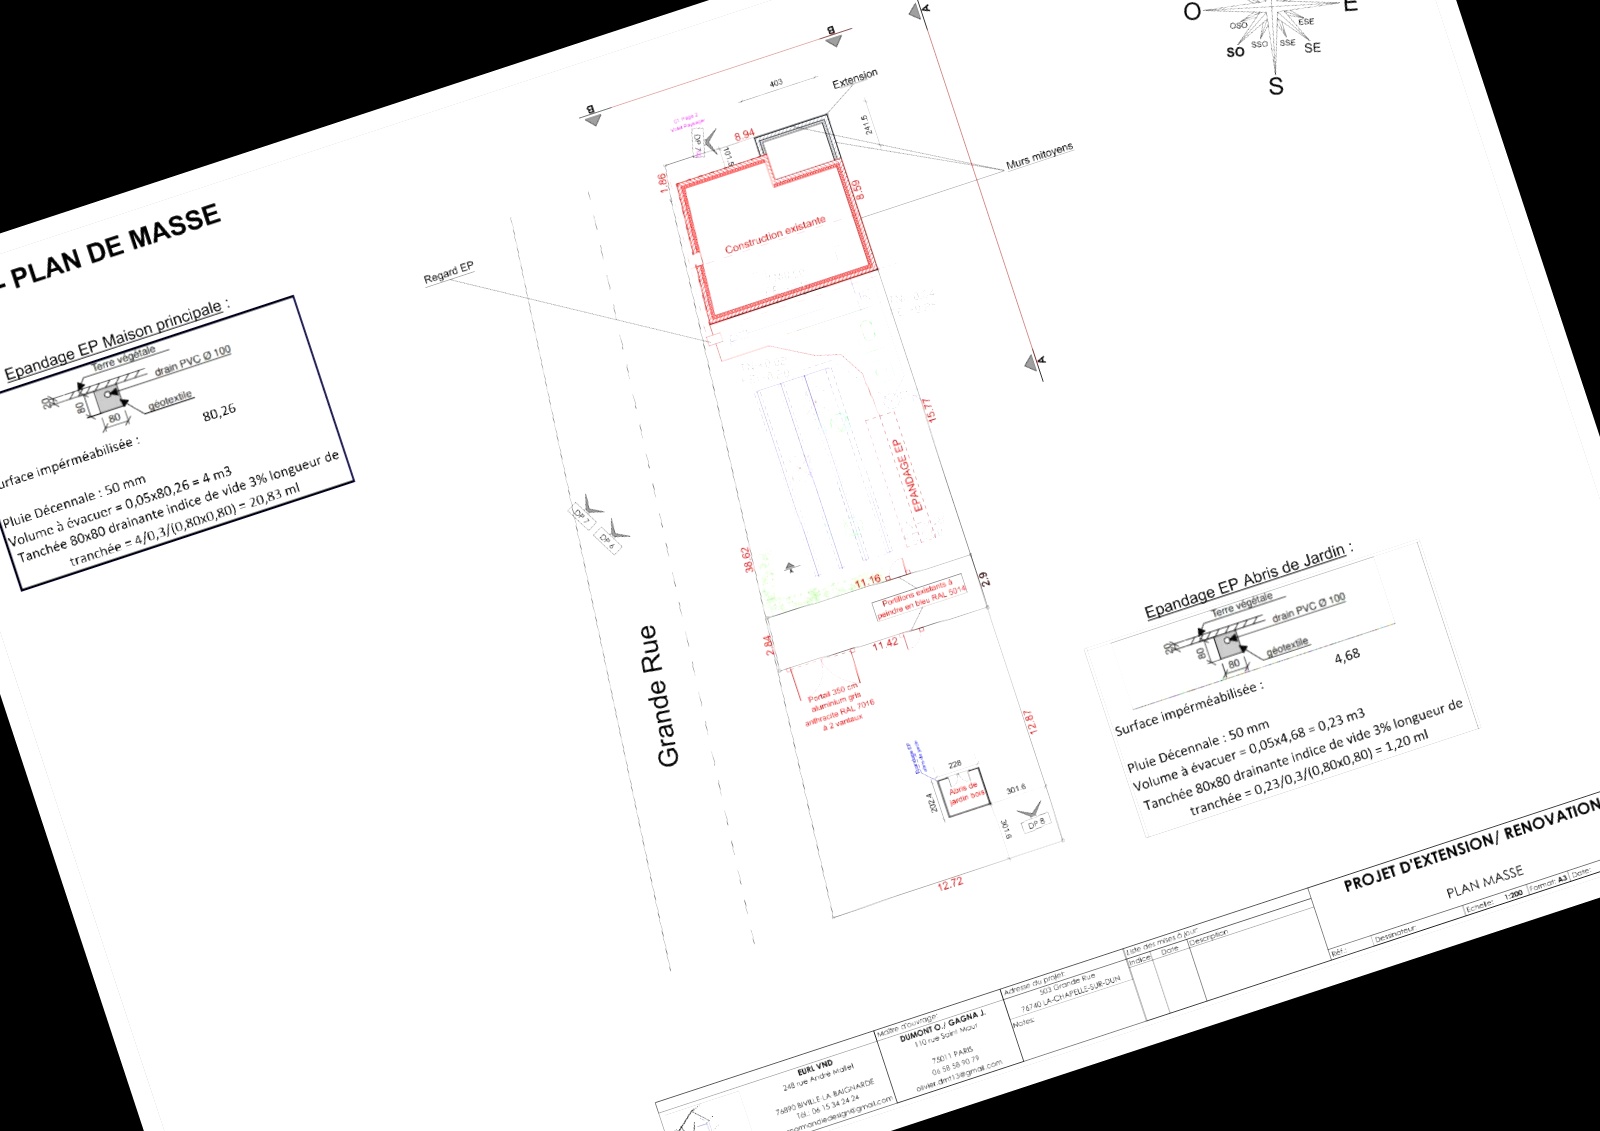 O
E
OSO
ESE
SO
SSO
SSE
SE
S
A
B
B
403
Extension
241.5
8.94
101.5
1.86
8.59
Murs mitoyens
- PLAN DE MASSE
Construction existante
Regard EP
Epandage EP Maison principale :
Terre végétale
drain PVC Ø 100
géotextile
20
80
80
80,26
urface impérméabilisée :
Pluie Décennale : 50 mm
Volume à évacuer = 0,05x80,26 = 4 m3
Tanchée 80x80 drainante indice de vide 3% longueur de
tranchée = 4/0,3/(0,80x0,80) = 20,83 ml
A
15.77
EPANDAGE EP
DP 7
DP 6
38.62
11.16
2.9
Portillons existants à
peindre en bleu RAL 5014
2.84
11.42
Grande Rue
Portail 350 cm
aluminium gris
anthracite RAL 7016
à 2 vantaux
12.87
228
202.4
Abris de
jardin bois
301.6
301.6
DP 8
12.72
Epandage EP Abris de Jardin :
Terre végétale
drain PVC Ø 100
géotextile
20
80
80
4,68
Surface impérméabilisée :
Pluie Décennale : 50 mm
Volume à évacuer = 0,05x4,68 = 0,23 m3
Tanchée 80x80 drainante indice de vide 3% longueur de
tranchée = 0,23/0,3/(0,80x0,80) = 1,20 ml
PROJET D'EXTENSION/ RENOVATION
PLAN MASSE
Echelle: 1:200 Format: A3 Date:
Réf : Dessinateur:
Liste des mises à jour:
Indice Date Description
Adresse du projet:
503 Grande Rue
76740 LA-CHAPELLE-SUR-DUN
Notes:
Maître d'ouvrage:
DUMONT O./ GAGNA J.
110 rue Saint Maur
75011 PARIS
06 58 58 90 79
olivier.dmt13@gmail.com
EURL VND
248 rue André Mallet
76890 BIVILLE LA BAIGNARDE
Tél.: 06 15 34 24 24
normandiedesign@gmail.com